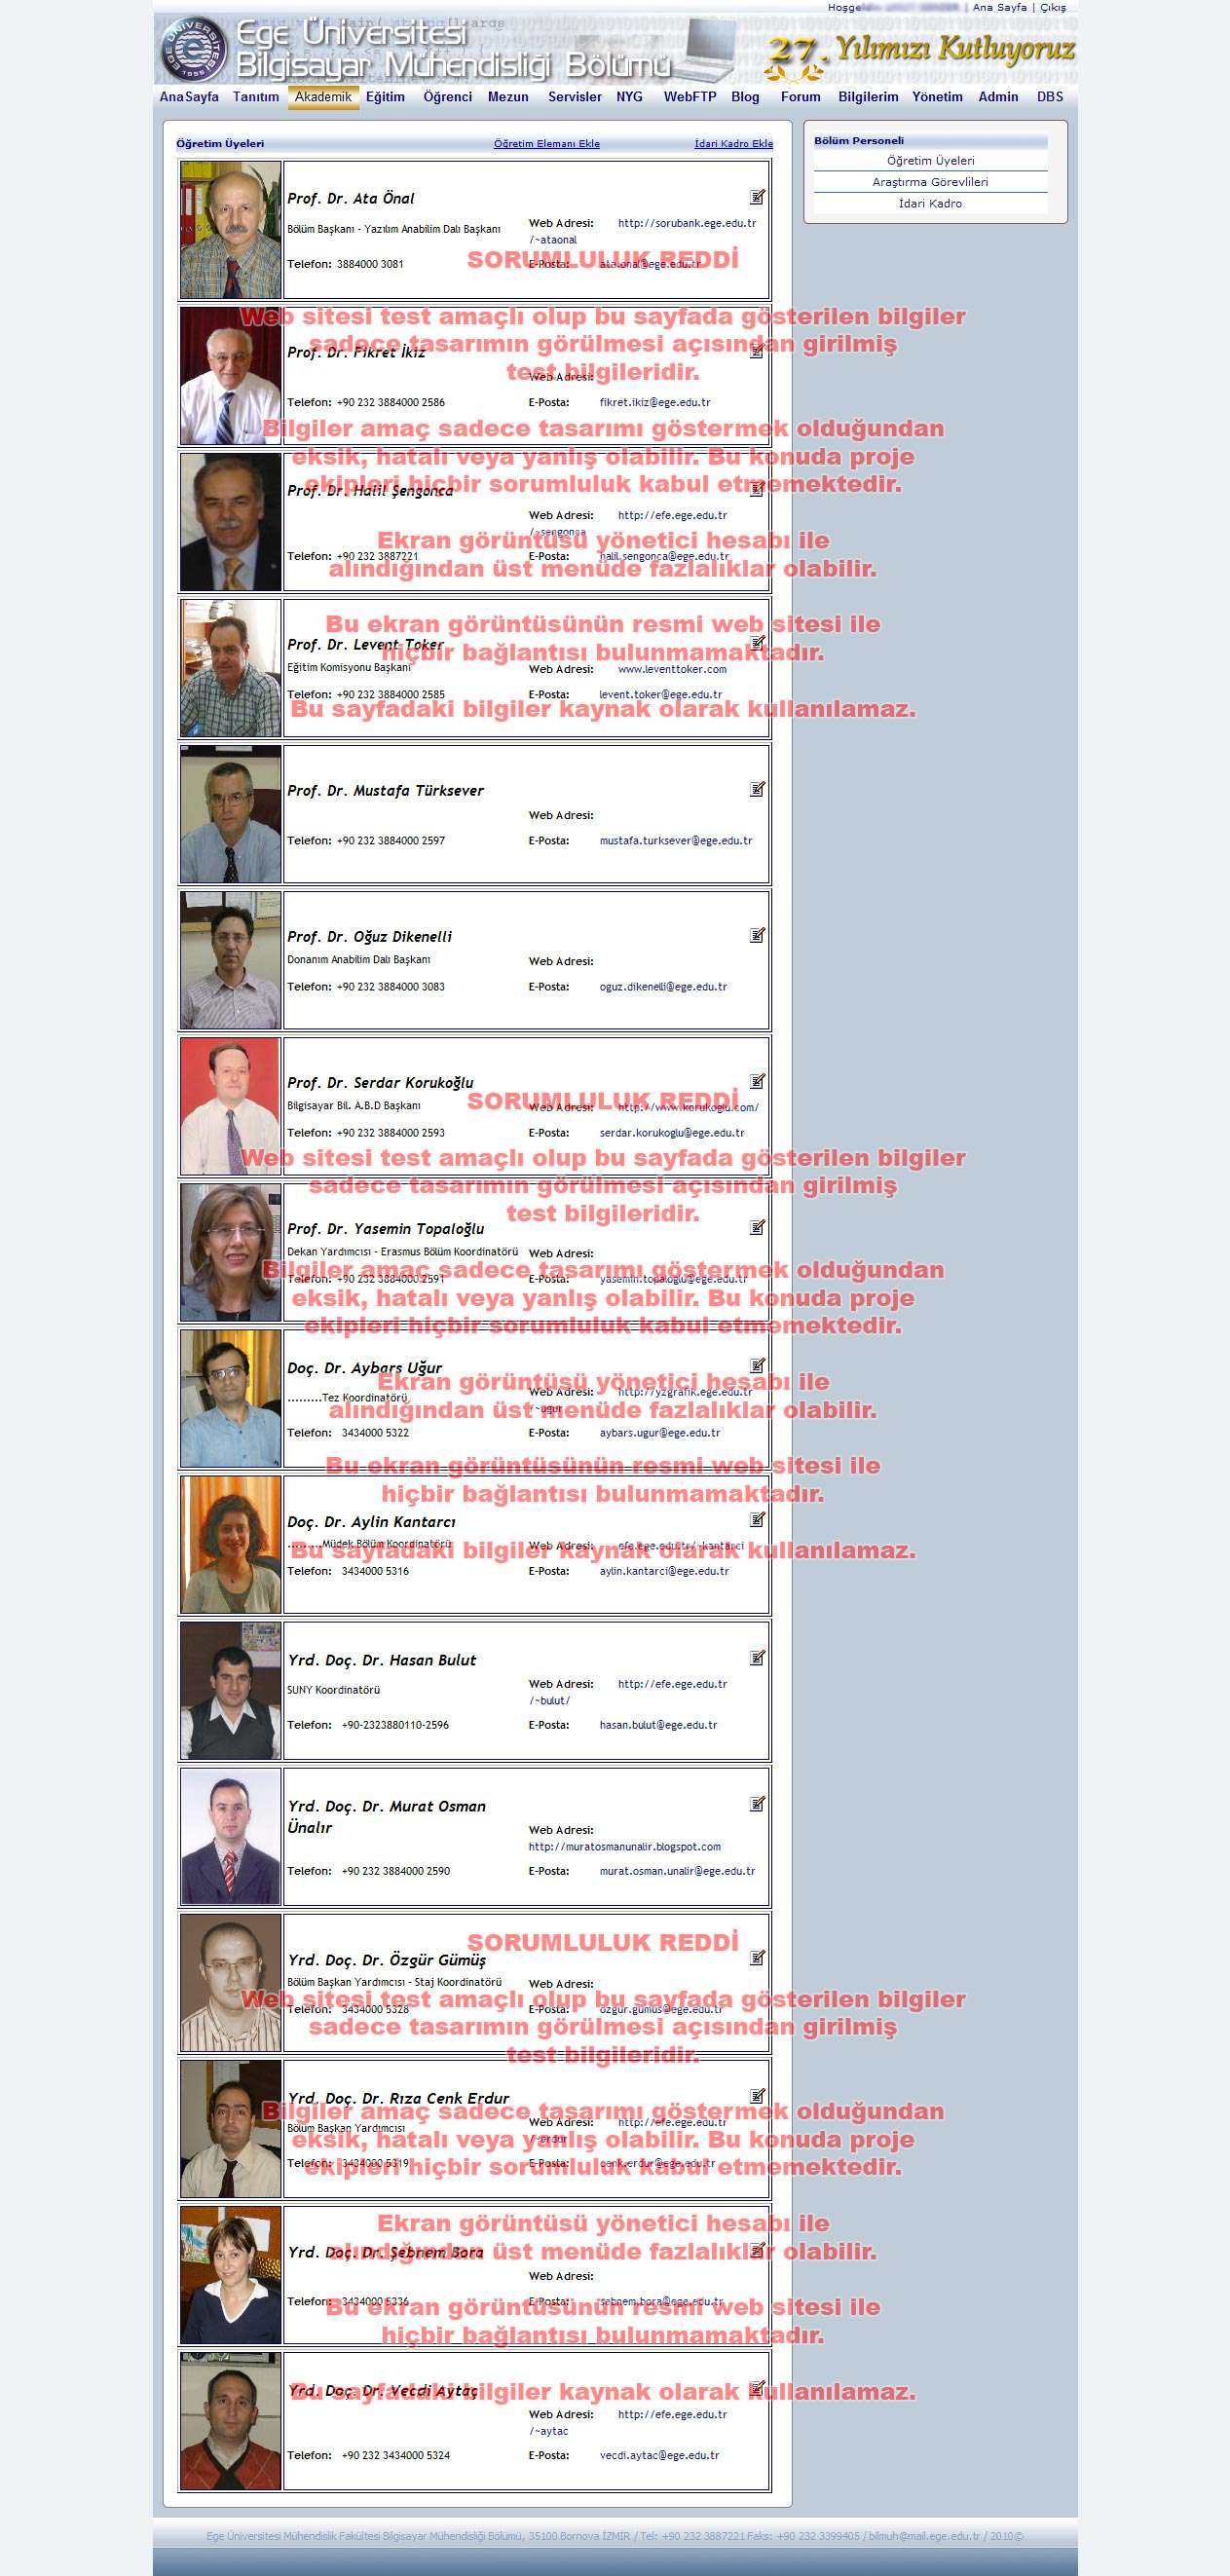 Hoşge | Ana Sayfa | Çıkış
Ege Üniversitesi
Bilgisayar Mühendisliği Bölümü
27. Yılımızı Kutluyoruz
AnaSayfa Tanıtım Akademik Eğitim Öğrenci Mezun Servisler NYG WebFTP Blog Forum Bilgilerim Yönetim Admin DBS
Öğretim Üyeleri Öğretim Elemanı Ekle İdari Kadro Ekle
Bölüm Personeli
Öğretim Üyeleri
Araştırma Görevlileri
İdari Kadro
Prof. Dr. Ata Önal
Bölüm Başkanı - Yazılım Anabilim Dalı Başkanı
Web Adresi: http://sorubank.ege.edu.tr
/~ataonal
SORUMLULUK REDDİ
Telefon: 3884000 3081 E-Posta: ata.onal@ege.edu.tr
Web sitesi test amaçlı olup bu sayfada gösterilen bilgiler
sadece tasarımın görülmesi açısından girilmiş
test bilgileridir.
Prof. Dr. Fikret İkiz
Web Adresi:
Telefon: +90 232 3884000 2586 E-Posta: fikret.ikiz@ege.edu.tr
Bilgiler amaç sadece tasarımı göstermek olduğundan
eksik, hatalı veya yanlış olabilir. Bu konuda proje
ekipleri hiçbir sorumluluk kabul etmemektedir.
Prof. Dr. Halil Şengonca
Web Adresi: http://efe.ege.edu.tr
/~sengonca
Ekran görüntüsü yönetici hesabı ile
alındığından üst menüde fazlalıklar olabilir.
Telefon: +90 232 3887221 E-Posta: halil.sengonca@ege.edu.tr
Bu ekran görüntüsünün resmi web sitesi ile
hiçbir bağlantısı bulunmamaktadır.
Prof. Dr. Levent Toker
Eğitim Komisyonu Başkanı Web Adresi: www.leventtoker.com
Telefon: +90 232 3884000 2585 E-Posta: levent.toker@ege.edu.tr
Bu sayfadaki bilgiler kaynak olarak kullanılamaz.
Prof. Dr. Mustafa Türksever
Web Adresi:
Telefon: +90 232 3884000 2597 E-Posta: mustafa.turksever@ege.edu.tr
Prof. Dr. Oğuz Dikenelli
Donanım Anabilim Dalı Başkanı Web Adresi:
Telefon: +90 232 3884000 3083 E-Posta: oguz.dikenelli@ege.edu.tr
Prof. Dr. Serdar Korukoğlu
SORUMLULUK REDDİ
Bilgisayar Bil. A.B.D Başkanı Web Adresi: http://www.korukoglu.com/
Telefon: +90 232 3884000 2593 E-Posta: serdar.korukoglu@ege.edu.tr
Web sitesi test amaçlı olup bu sayfada gösterilen bilgiler
sadece tasarımın görülmesi açısından girilmiş
test bilgileridir.
Prof. Dr. Yasemin Topaloğlu
Dekan Yardımcısı - Erasmus Bölüm Koordinatörü Web Adresi:
Telefon: +90 232 3884000 2591 E-Posta: yasemin.topaloglu@ege.edu.tr
Bilgiler amaç sadece tasarımı göstermek olduğundan
eksik, hatalı veya yanlış olabilir. Bu konuda proje
ekipleri hiçbir sorumluluk kabul etmemektedir.
Doç. Dr. Aybars Uğur
Ekran görüntüsü yönetici hesabı ile
alındığından üst menüde fazlalıklar olabilir.
.........Tez Koordinatörü Web Adresi: http://yzgrafik.ege.edu.tr
/~ugur
Telefon: 3434000 5322 E-Posta: aybars.ugur@ege.edu.tr
Bu ekran görüntüsünün resmi web sitesi ile
hiçbir bağlantısı bulunmamaktadır.
Doç. Dr. Aylin Kantarcı
.........Müdek Bölüm Koordinatörü Web Adresi: efe.ege.edu.tr/~kantarci
Bu sayfadaki bilgiler kaynak olarak kullanılamaz.
Telefon: 3434000 5316 E-Posta: aylin.kantarci@ege.edu.tr
Yrd. Doç. Dr. Hasan Bulut
SUNY Koordinatörü Web Adresi: http://efe.ege.edu.tr
/~bulut/
Telefon: +90-2323880110-2596 E-Posta: hasan.bulut@ege.edu.tr
Yrd. Doç. Dr. Murat Osman
Ünalır
Web Adresi:
http://muratosmanunalir.blogspot.com
Telefon: +90 232 3884000 2590 E-Posta: murat.osman.unalir@ege.edu.tr
SORUMLULUK REDDİ
Yrd. Doç. Dr. Özgür Gümüş
Bölüm Başkan Yardımcısı - Staj Koordinatörü Web Adresi:
Telefon: 3434000 5328 E-Posta: ozgur.gumus@ege.edu.tr
Web sitesi test amaçlı olup bu sayfada gösterilen bilgiler
sadece tasarımın görülmesi açısından girilmiş
test bilgileridir.
Yrd. Doç. Dr. Rıza Cenk Erdur
Bilgiler amaç sadece tasarımı göstermek olduğundan
eksik, hatalı veya yanlış olabilir. Bu konuda proje
ekipleri hiçbir sorumluluk kabul etmemektedir.
Bölüm Başkan Yardımcısı Web Adresi: http://efe.ege.edu.tr
/~erdur
Telefon: 3434000 5319 E-Posta: cenk.erdur@ege.edu.tr
Ekran görüntüsü yönetici hesabı ile
alındığından üst menüde fazlalıklar olabilir.
Yrd. Doç. Dr. Şebnem Bora
Web Adresi:
Telefon: 3434000 5336 E-Posta: sebnem.bora@ege.edu.tr
Bu ekran görüntüsünün resmi web sitesi ile
hiçbir bağlantısı bulunmamaktadır.
Yrd. Doç. Dr. Vecdi Aytaç
Bu sayfadaki bilgiler kaynak olarak kullanılamaz.
Web Adresi: http://efe.ege.edu.tr
/~aytac
Telefon: +90 232 3434000 5324 E-Posta: vecdi.aytac@ege.edu.tr
Ege Üniversitesi Mühendislik Fakültesi Bilgisayar Mühendisliği Bölümü, 35100 Bornova İZMİR / Tel: +90 232 3887221 Faks: +90 232 3399405 / bilmuh@mail.ege.edu.tr / 2010©